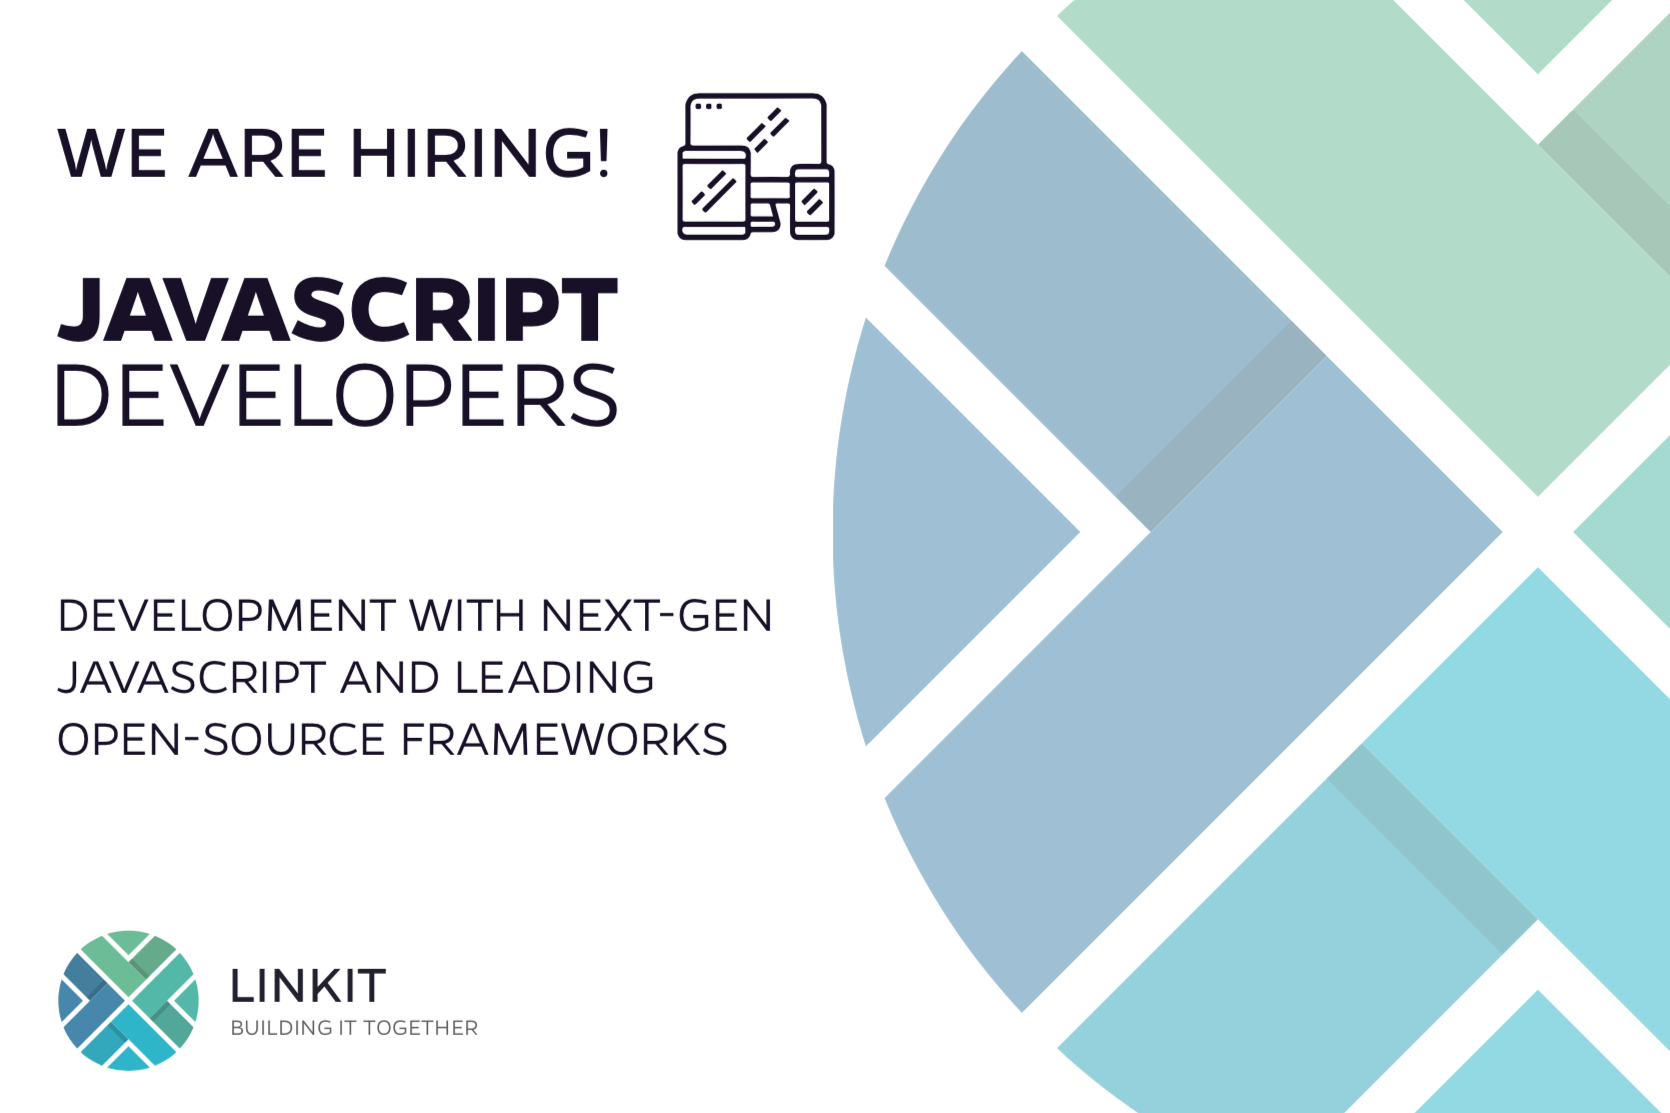 WE ARE HIRING!
JAVASCRIPT
DEVELOPERS
DEVELOPMENT WITH NEXT-GEN
JAVASCRIPT AND LEADING
OPEN-SOURCE FRAMEWORKS
LINKIT
BUILDING IT TOGETHER